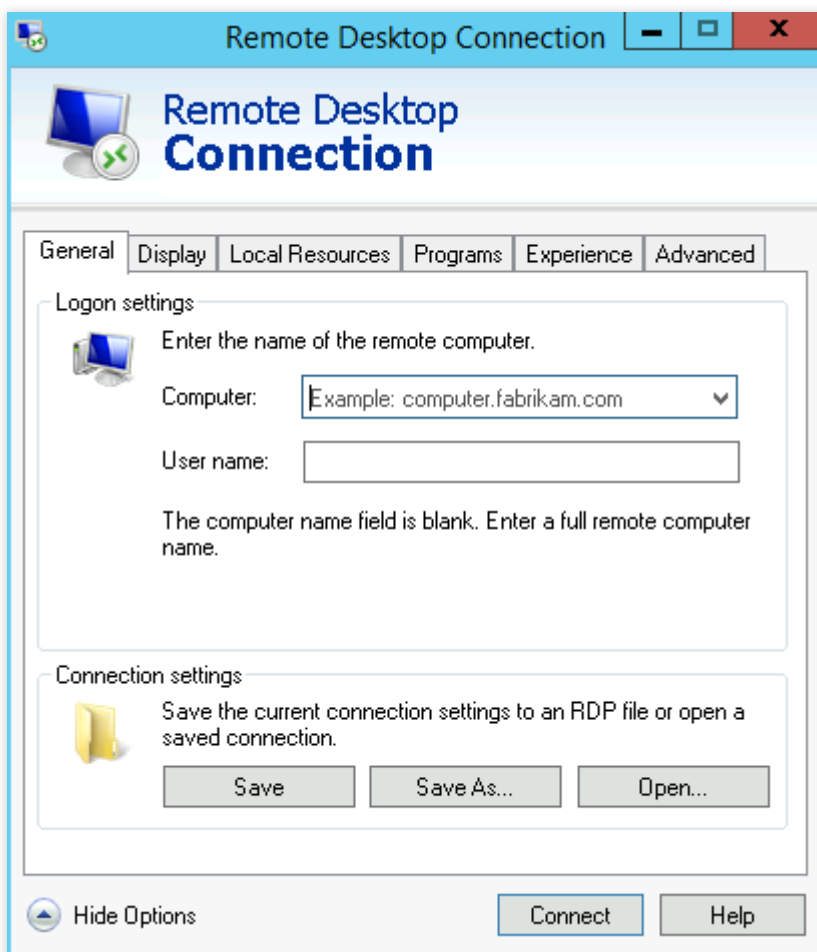 Remote Desktop Connection
Remote Desktop
Connection
General Display Local Resources Programs Experience Advanced
Logon settings
Enter the name of the remote computer.
Computer: Example: computer.fabrikam.com
User name:
The computer name field is blank. Enter a full remote computer
name.
Connection settings
Save the current connection settings to an RDP file or open a
saved connection.
Save Save As... Open...
Hide Options Connect Help